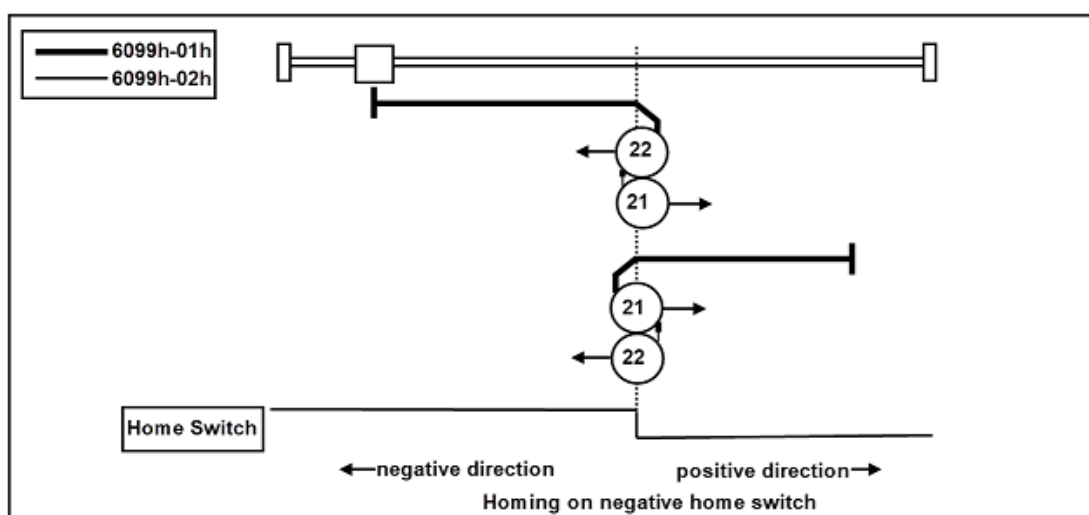 6099h-01h
6099h-02h
22
21
21
22
Home Switch
negative direction
positive direction
Homing on negative home switch